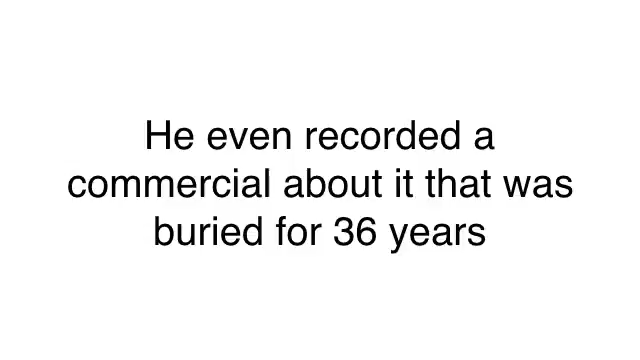 He even recorded a
commercial about it that was
buried for 36 years